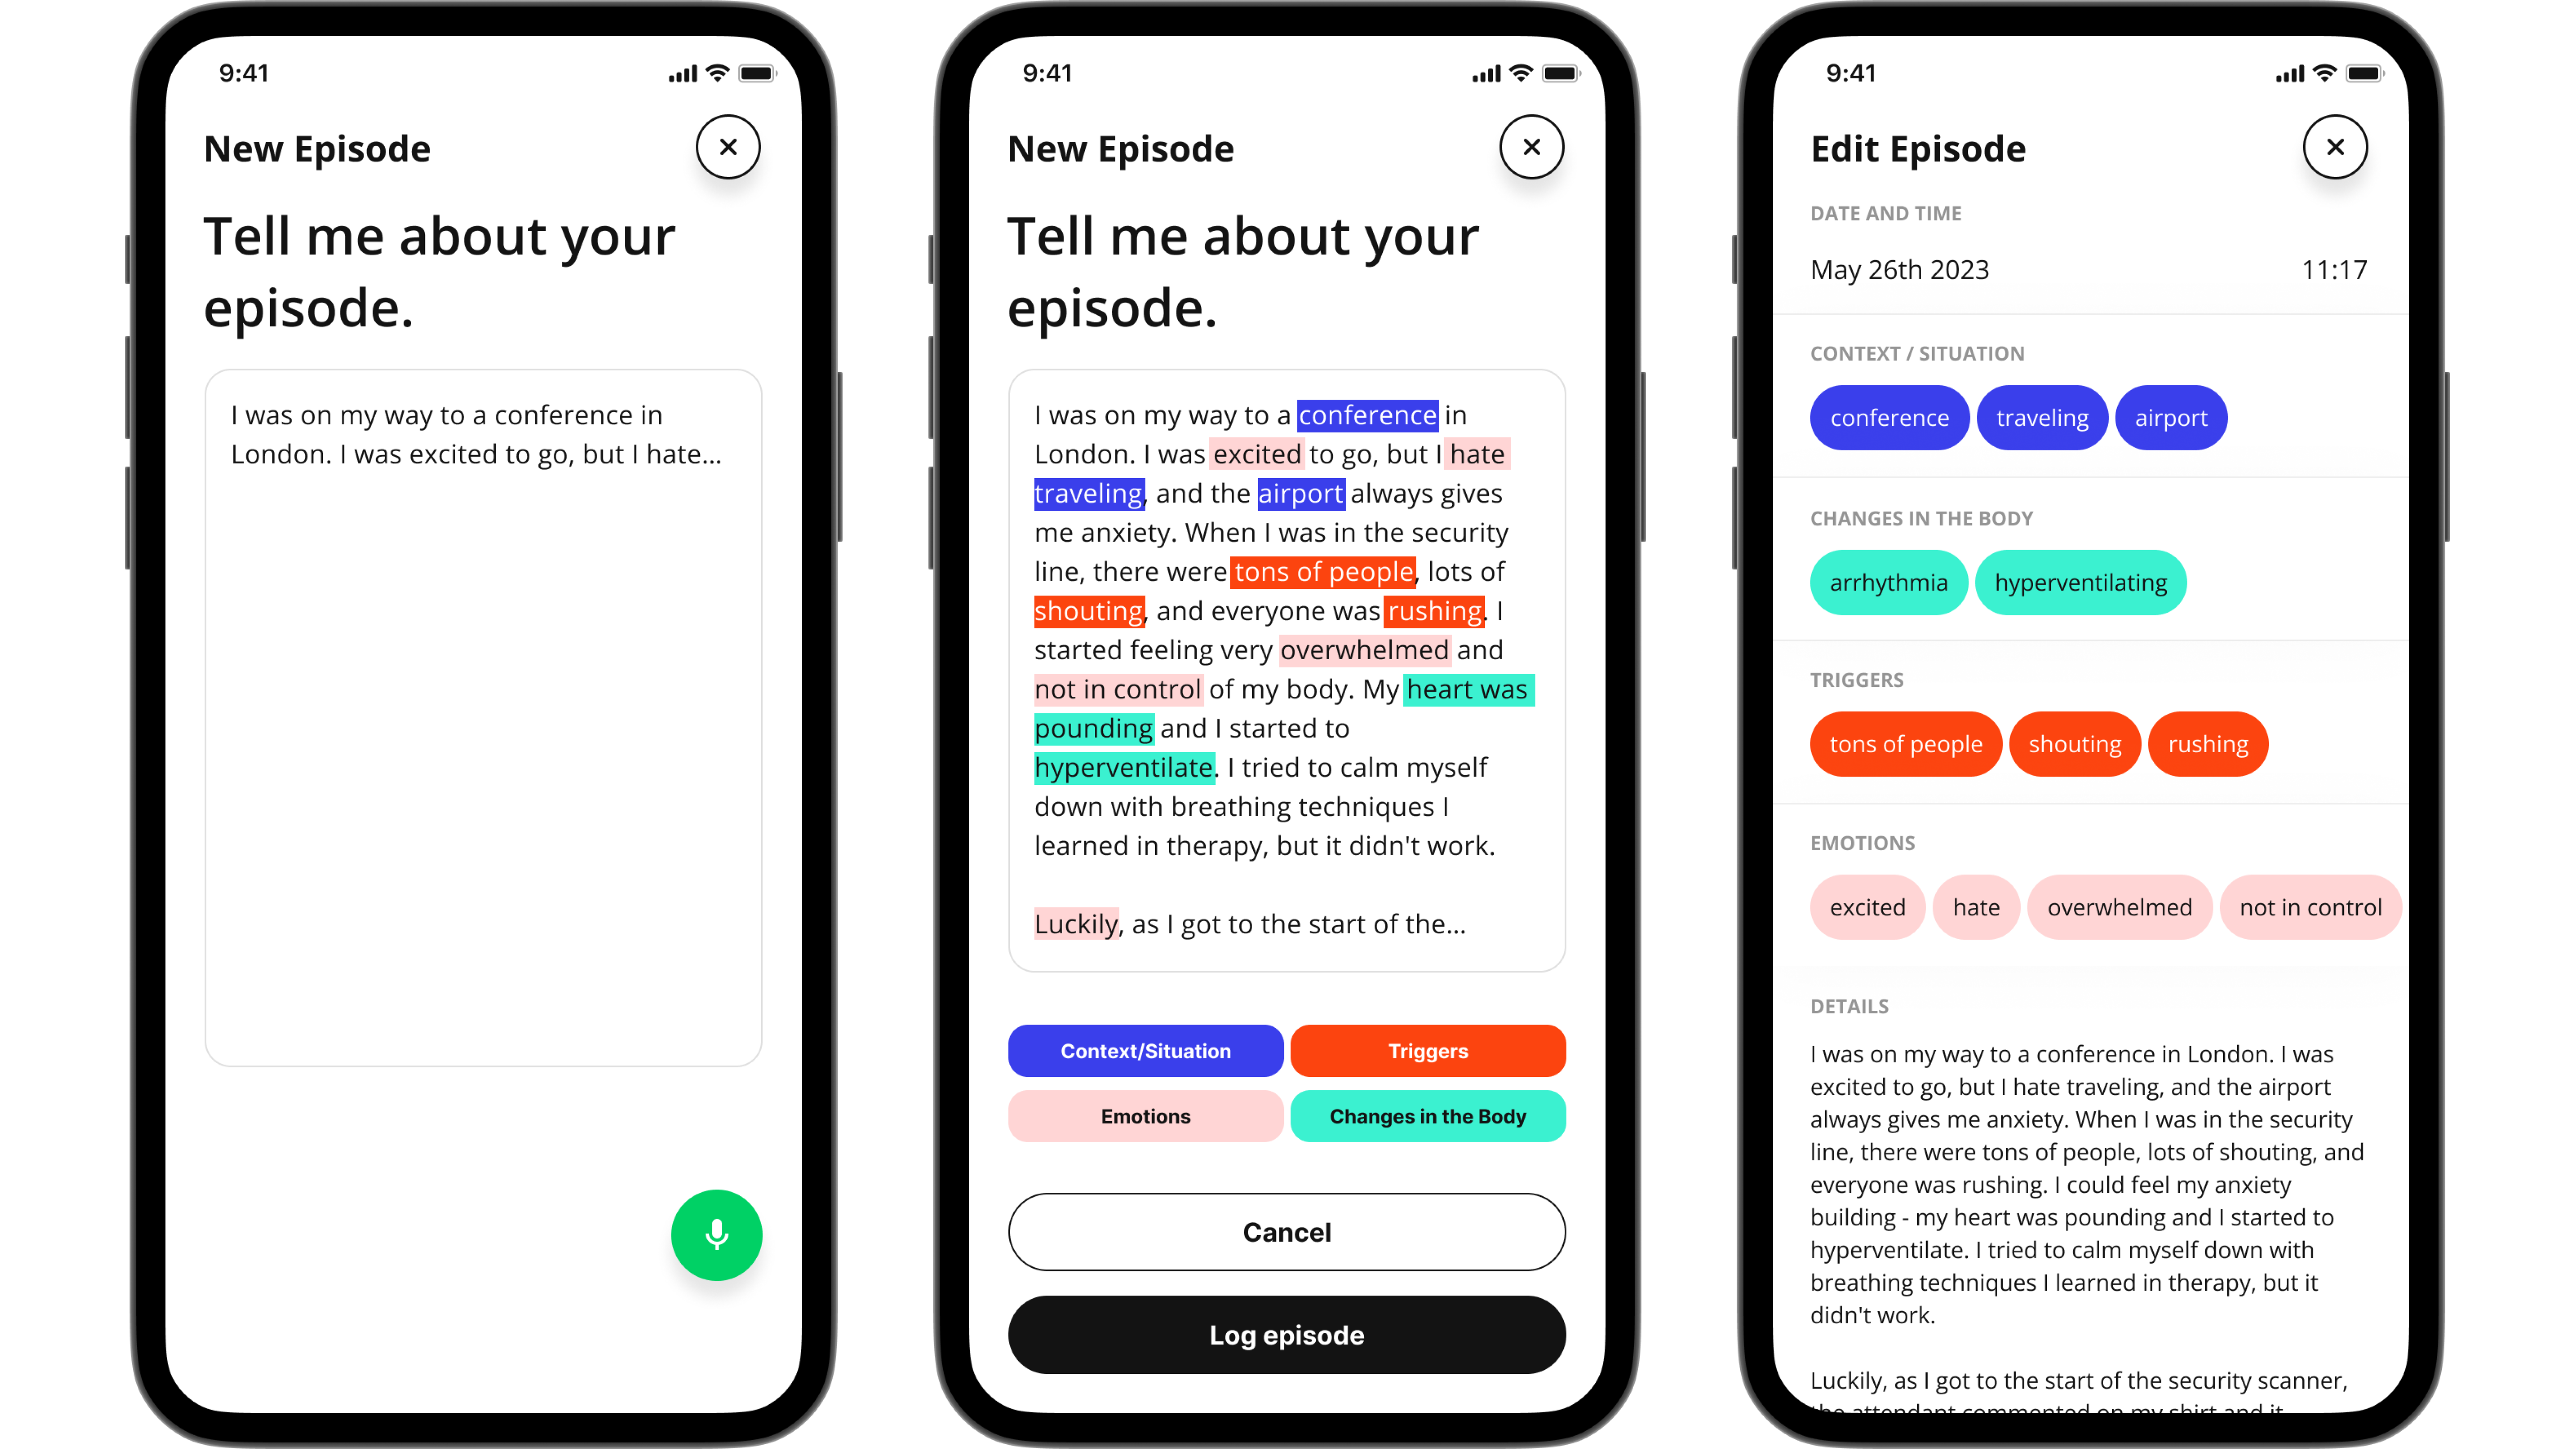 9:41
New Episode
Tell me about your
episode.
I was on my way to a conference in
London. I was excited to go, but I hate...
9:41
New Episode
Tell me about your
episode.
I was on my way to a conference in
London. I was excited to go, but I hate
traveling, and the airport always gives
me anxiety. When I was in the security
line, there were tons of people, lots of
shouting, and everyone was rushing. I
started feeling very overwhelmed and
not in control of my body. My heart was
pounding and I started to
hyperventilate. I tried to calm myself
down with breathing techniques I
learned in therapy, but it didn't work.
Luckily, as I got to the start of the...
Context/Situation
Triggers
Emotions
Changes in the Body
Cancel
Log episode
9:41
Edit Episode
DATE AND TIME
May 26th 2023 11:17
CONTEXT / SITUATION
conference traveling airport
CHANGES IN THE BODY
arrhythmia hyperventilating
TRIGGERS
tons of people shouting rushing
EMOTIONS
excited hate overwhelmed not in control
DETAILS
I was on my way to a conference in London. I was
excited to go, but I hate traveling, and the airport
always gives me anxiety. When I was in the security
line, there were tons of people, lots of shouting, and
everyone was rushing. I could feel my anxiety
building - my heart was pounding and I started to
hyperventilate. I tried to calm myself down with
breathing techniques I learned in therapy, but it
didn't work.
Luckily, as I got to the start of the security scanner,
the attendant commented on my shirt and it